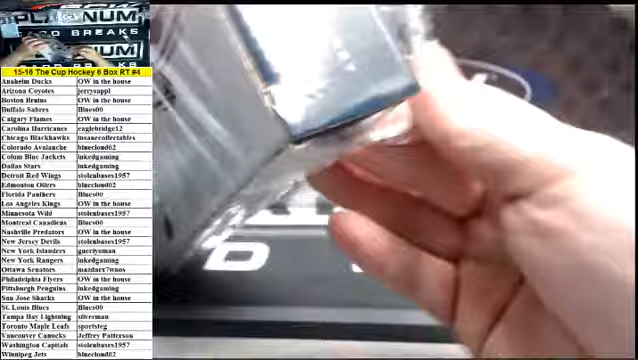 PLATINUM
CARD BREAKS
15-16 The Cup Hockey 6 Box RT #4
Anaheim Ducks OW in the house
Arizona Coyotes jerrysappl
Boston Bruins OW in the house
Buffalo Sabres Blues00
Calgary Flames OW in the house
Carolina Hurricanes eaglebridge12
Chicago Blackhawks insanecollectables
Colorado Avalanche bluecloud02
Colum Blue Jackets inkedgaming
Dallas Stars inkedgaming
Detroit Red Wings stolenbases1957
Edmonton Oilers bluecloud02
Florida Panthers Blues00
Los Angeles Kings OW in the house
Minnesota Wild stolenbases1957
Montreal Canadiens Blues00
Nashville Predators OW in the house
New Jersey Devils stolenbases1957
New York Islanders
New York Rangers inkedgaming
Ottawa Senators
Philadelphia Flyers OW in the house
Pittsburgh Penguins inkedgaming
San Jose Sharks OW in the house
St. Louis Blues Blues00
Tampa Bay Lightning silverman
Toronto Maple Leafs sportsteg
Vancouver Canucks Jeffrey Patterson
Washington Capitals stolenbases1957
Winnipeg Jets bluecloud02